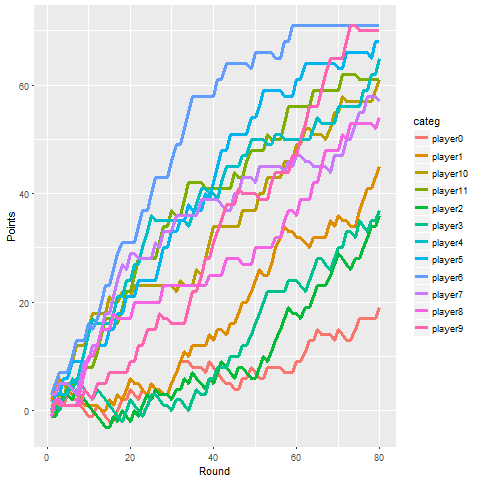 60
40
20
0
Points
0
20
40
60
80
Round
categ
player0
player1
player10
player11
player2
player3
player4
player5
player6
player7
player8
player9